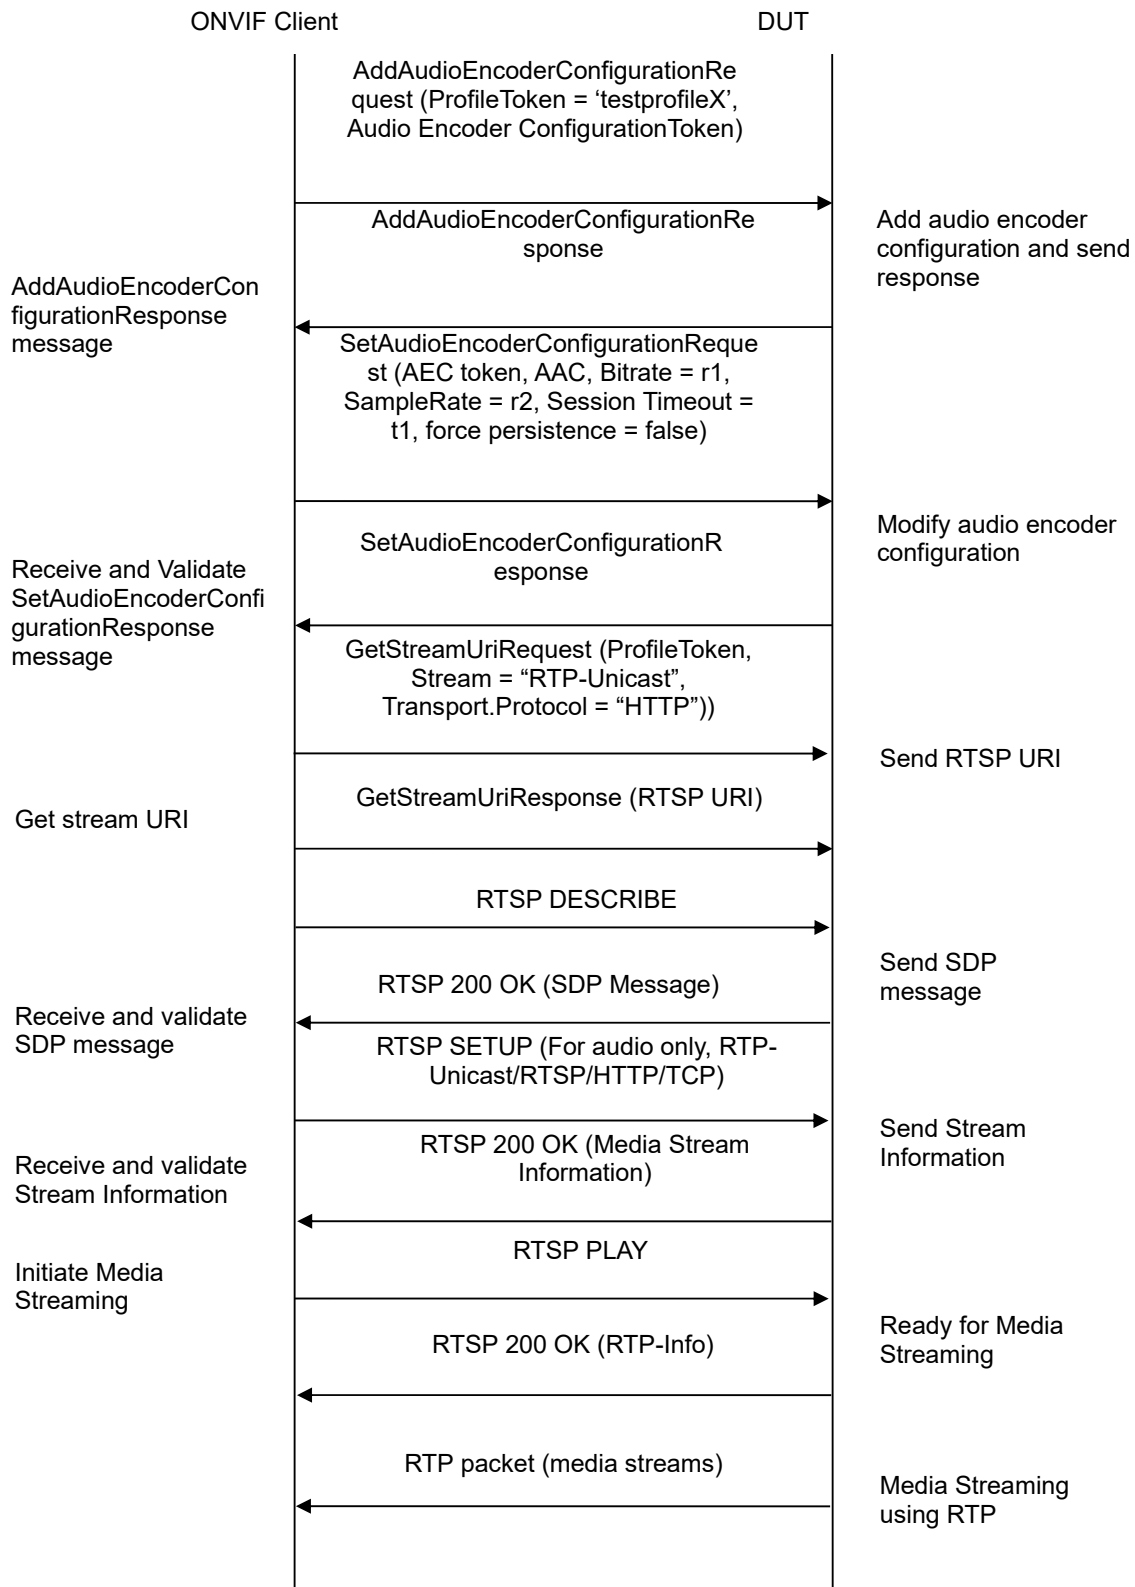 ONVIF Client
DUT
AddAudioEncoderConfigurationRe
quest (ProfileToken = ‘testprofileX’,
Audio Encoder ConfigurationToken)
AddAudioEncoderConfigurationRe
sponse
Add audio encoder
configuration and send
response
AddAudioEncoderCon
figurationResponse
message
SetAudioEncoderConfigurationReque
st (AEC token, AAC, Bitrate = r1,
SampleRate = r2, Session Timeout =
t1, force persistence = false)
Modify audio encoder
configuration
SetAudioEncoderConfigurationR
esponse
Receive and Validate
SetAudioEncoderConfi
gurationResponse
message
GetStreamUriRequest (ProfileToken,
Stream = “RTP-Unicast”,
Transport.Protocol = “HTTP”))
Send RTSP URI
GetStreamUriResponse (RTSP URI)
Get stream URI
RTSP DESCRIBE
Send SDP
message
RTSP 200 OK (SDP Message)
Receive and validate
SDP message
RTSP SETUP (For audio only, RTP-
Unicast/RTSP/HTTP/TCP)
Send Stream
Information
RTSP 200 OK (Media Stream
Information)
Receive and validate
Stream Information
RTSP PLAY
Initiate Media
Streaming
Ready for Media
Streaming
RTSP 200 OK (RTP-Info)
RTP packet (media streams)
Media Streaming
using RTP